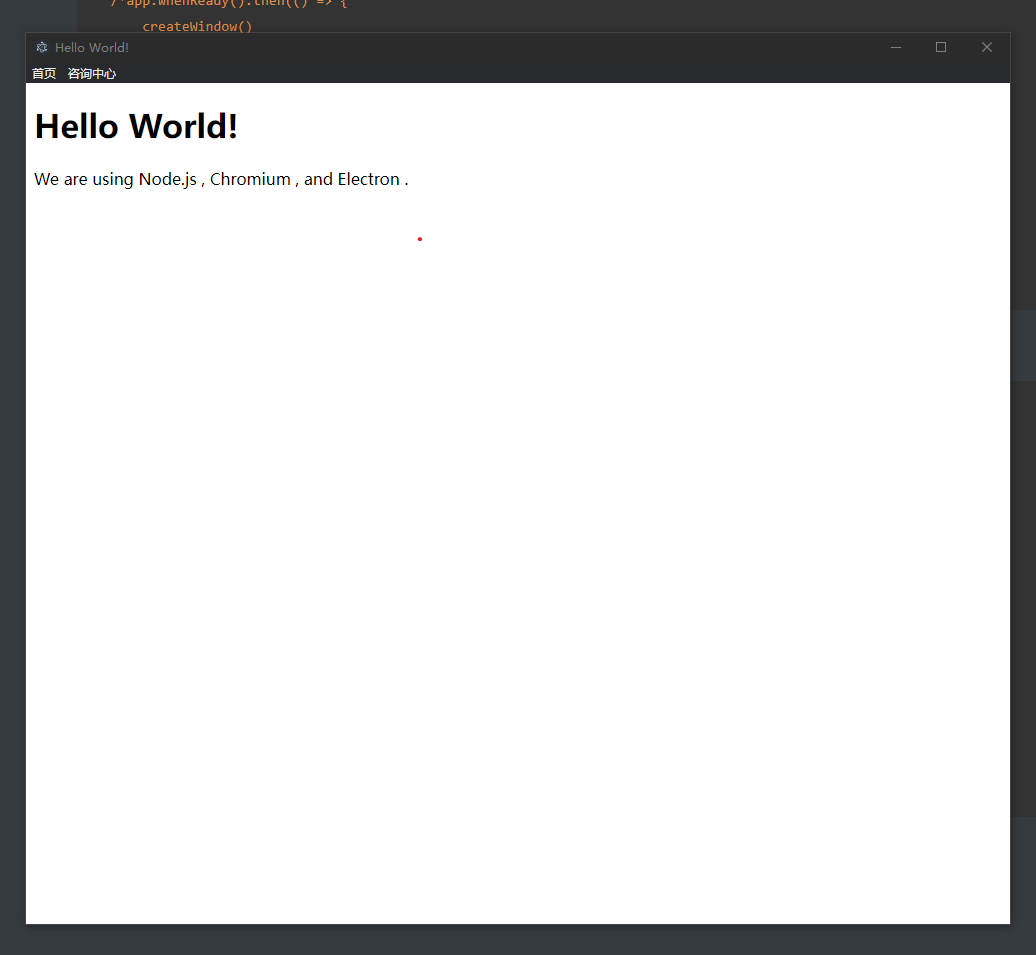 /*app.whenReady().then(() => {
createWindow()
Hello World!
首页 咨询中心
Hello World!
We are using Node.js , Chromium , and Electron .